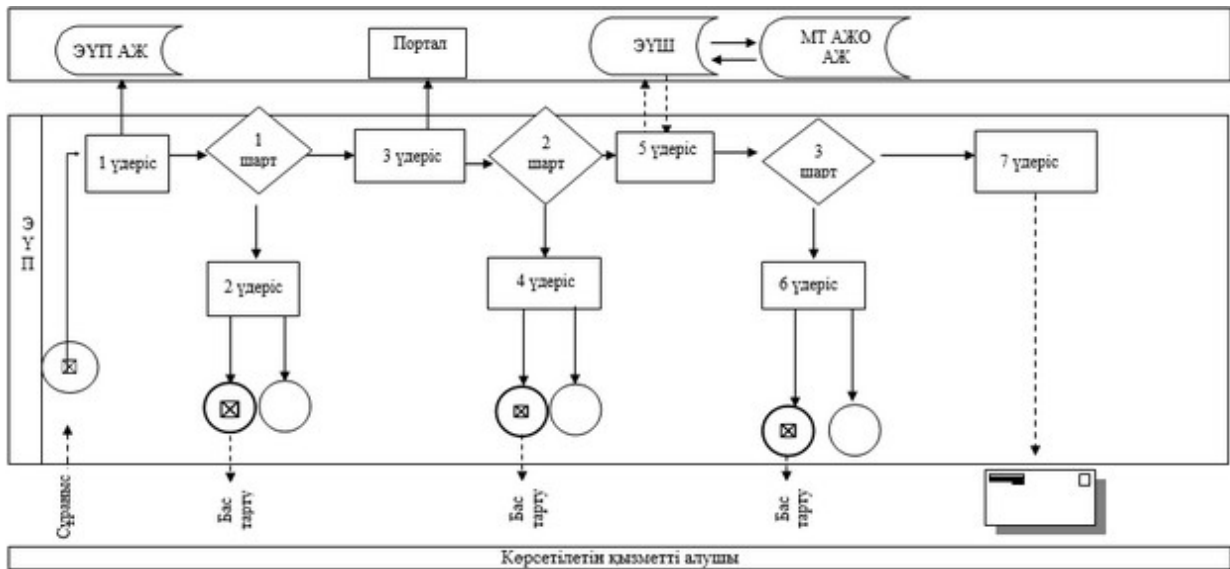 ЭҮП АЖ
Портал
ЭҮШ
МТ АЖО
АЖ
1 үдеріс
1
шарт
3 үдеріс
2
шарт
5 үдеріс
3
шарт
7 үдеріс
Э
Ү
П
2 үдеріс
4 үдеріс
6 үдеріс
Сұраныс
Бас
тарту
Бас
тарту
Бас
тарту
Көрсетілетін қызметті алушы